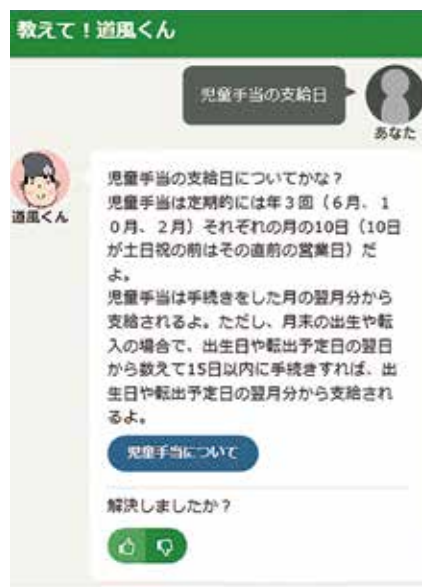 教えて！道風くん
児童手当の支給日
あなた
道風くん
児童手当の支給日についてかな？
児童手当は定期的には年３回（６月、１
０月、２月）それぞれの月の10日（10日
が土日祝の前はその直前の営業日）だ
よ。
児童手当は手続きをした月の翌月分から
支給されるよ。ただし、月末の出生や転
入の場合で、出生日や転出予定日の翌日
から数えて15日以内に手続きすれば、出
生日や転出予定日の翌月分から支給され
るよ。
児童手当について
解決しましたか？